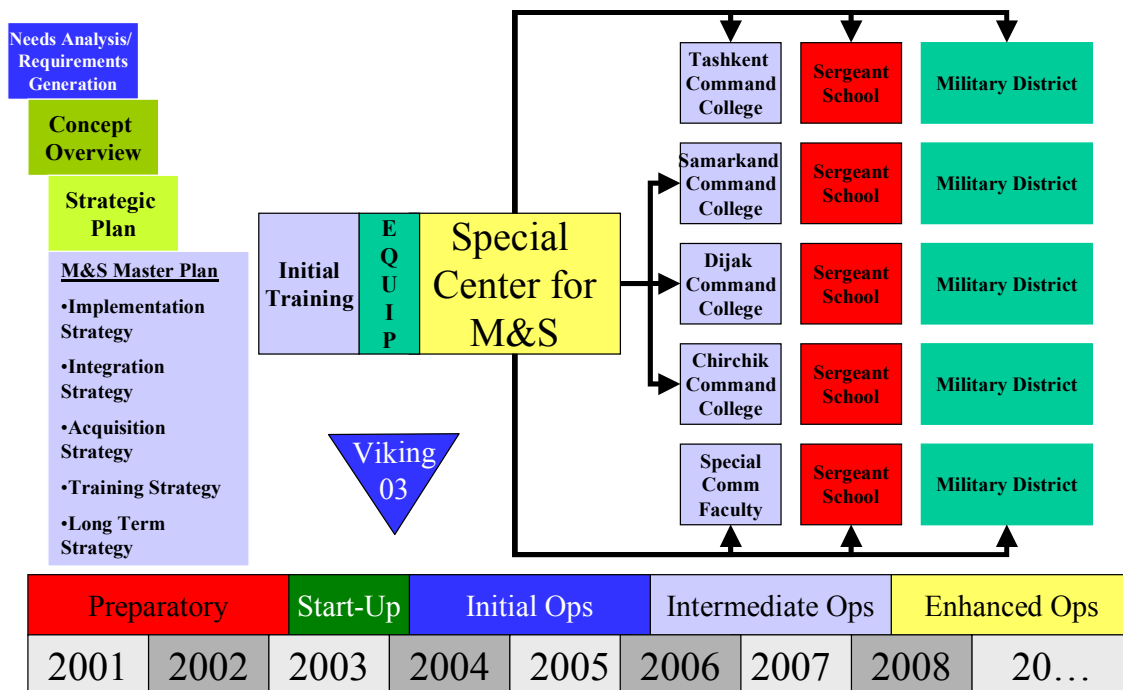 Needs Analysis/
Requirements
Generation
Concept
Overview
Strategic
Plan
M&S Master Plan
•Implementation
Strategy
•Integration
Strategy
•Acquisition
Strategy
•Training Strategy
•Long Term
Strategy
Initial
Training
E
Q
U
I
P
Special
Center for
M&S
Viking
03
Tashkent
Command
College
Sergeant
School
Military District
Samarkand
Command
College
Sergeant
School
Military District
Dijak
Command
College
Sergeant
School
Military District
Chirchik
Command
College
Sergeant
School
Military District
Special
Comm
Faculty
Sergeant
School
Military District
Preparatory
Start-Up
Initial Ops
Intermediate Ops
Enhanced Ops
2001
2002
2003
2004
2005
2006
2007
2008
20…